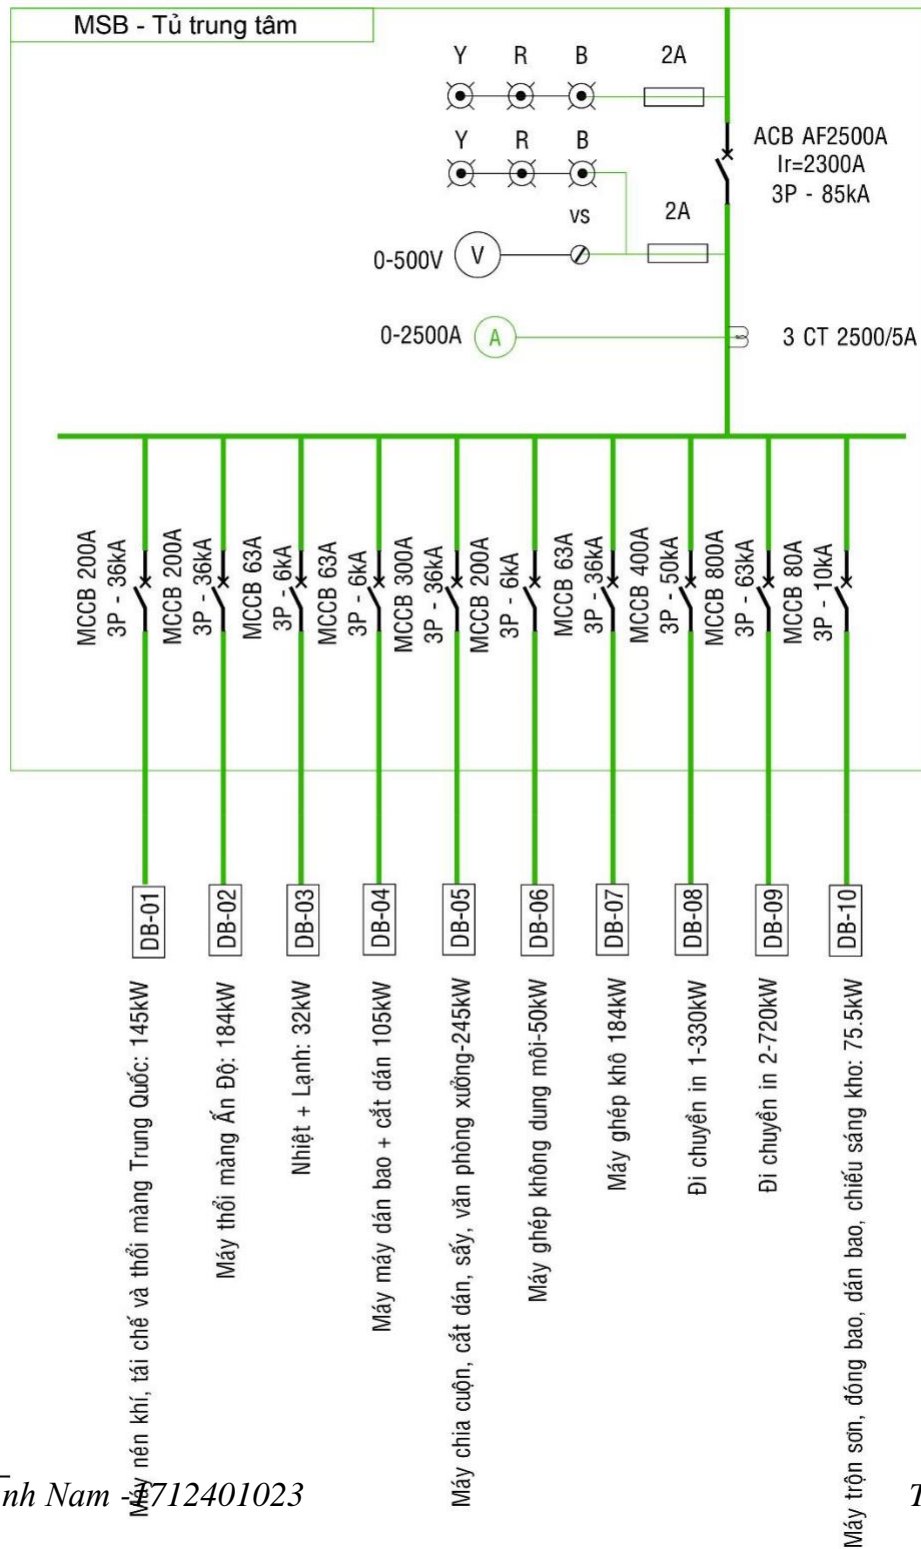 MSB - Tủ trung tâm
Y R B 2A
ACB AF2500A
Ir=2300A
3P - 85kA
Y R B
vs
2A
0-500V
V
0-2500A
A
3 CT 2500/5A
MCCB 200A
3P - 36kA
MCCB 200A
3P - 36kA
MCCB 63A
3P - 6kA
MCCB 63A
3P - 6kA
MCCB 300A
3P - 36kA
MCCB 200A
3P - 6kA
MCCB 63A
3P - 36kA
MCCB 400A
3P - 50kA
MCCB 800A
3P - 63kA
MCCB 80A
3P - 10kA
DB-01
DB-02
DB-03
DB-04
DB-05
DB-06
DB-07
DB-08
DB-09
DB-10
Máy nén khí, tái chế và thổi màng Trung Quốc: 145kW
Máy thổi màng Ấn Độ: 184kW
Nhiệt + Lạnh: 32kW
Máy máy dán bao + cắt dán 105kW
Máy chia cuộn, cắt dán, sấy, văn phòng xưởng-245kW
Máy ghép không dung môi-50kW
Máy ghép khô 184kW
Đi chuyền in 1-330kW
Đi chuyền in 2-720kW
Máy trộn sơn, đóng bao, dán bao, chiếu sáng kho: 75.5kW
nh Nam -1712401023
T